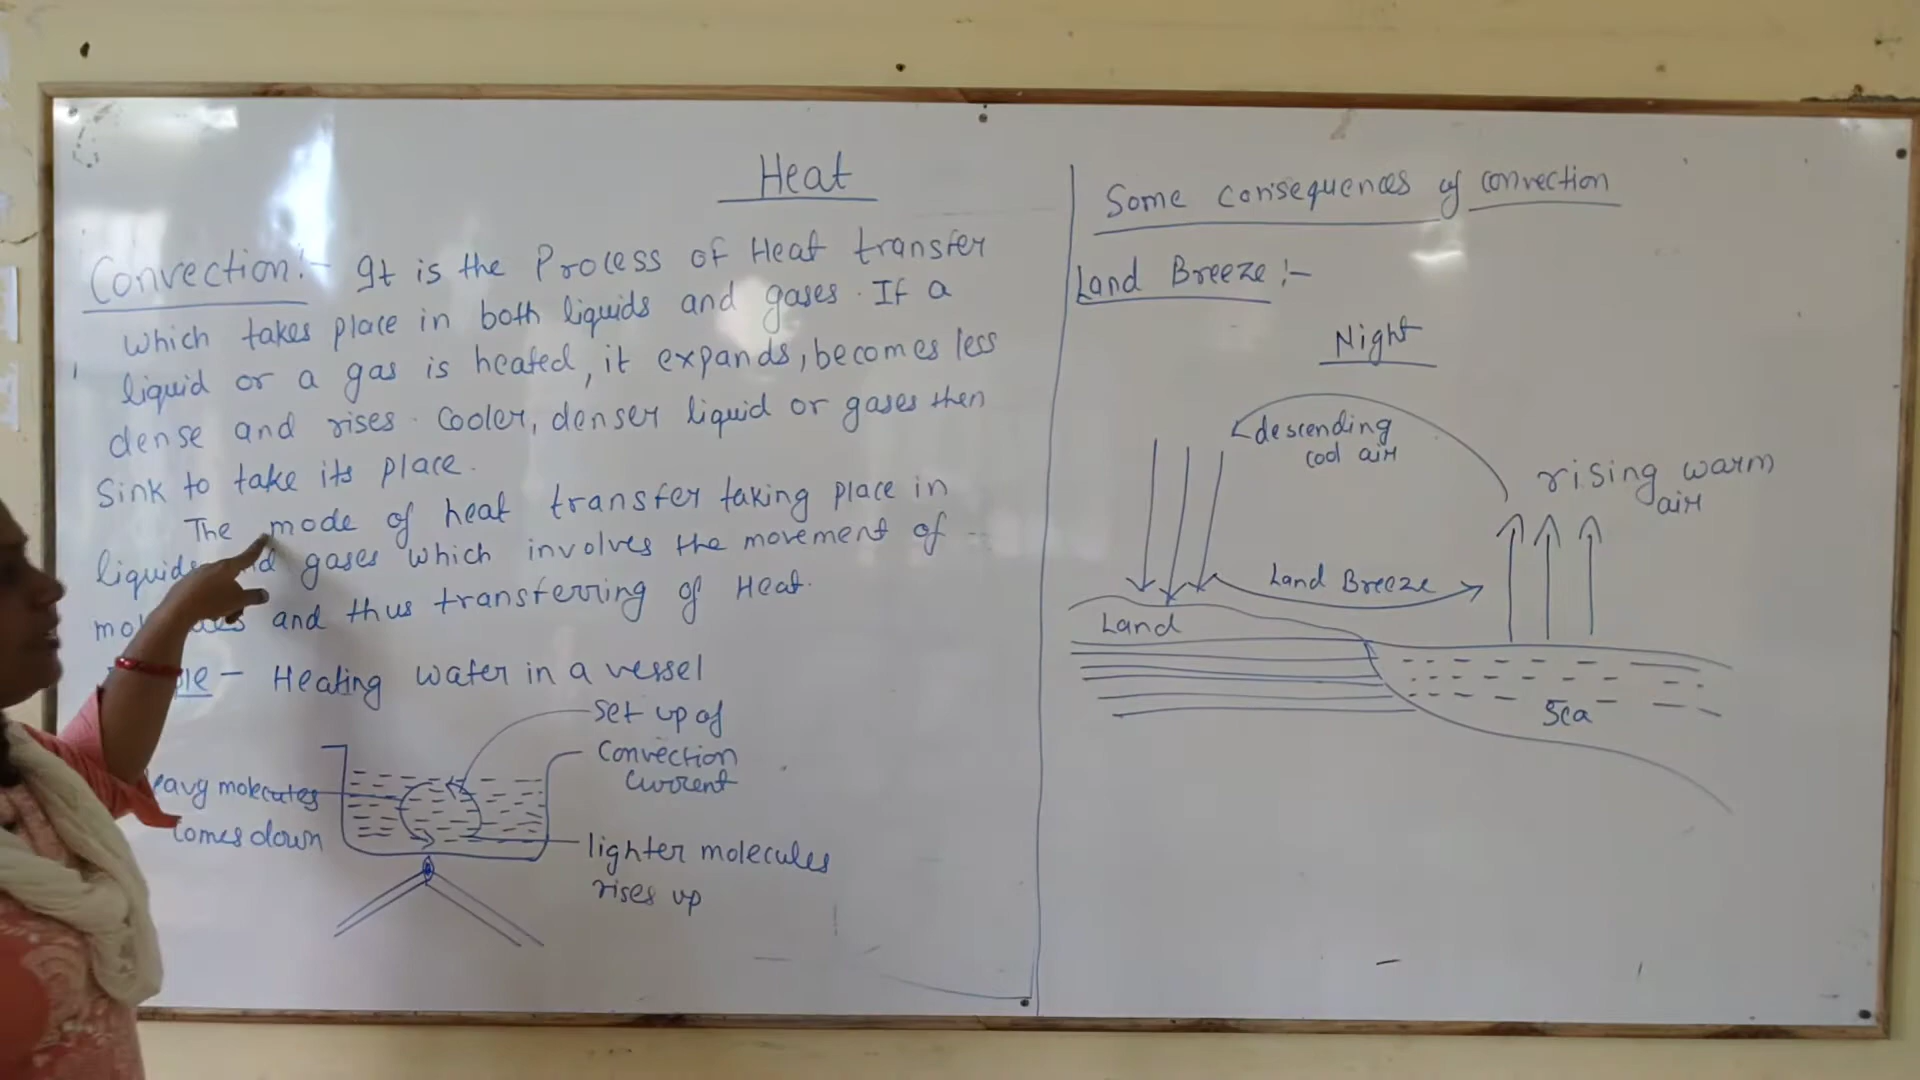 Heat
Convection:- It is the Process of Heat transfer
which takes place in both liquids and gases. If a
liquid or a gas is heated, it expands, becomes less
dense and rises. Cooler, denser liquid or gases then
Sink to take its place.
The mode of heat transfer taking place in
gases which involves the movement of
and thus transferring of Heat.
- Heating water in a vessel
set up of
Convection
Current
molecules
comes down
lighter molecules
rises up
Some consequences of convection
Land Breeze:-
Night
descending
cool air
rising warm
air
Land Breeze
Land
Sea